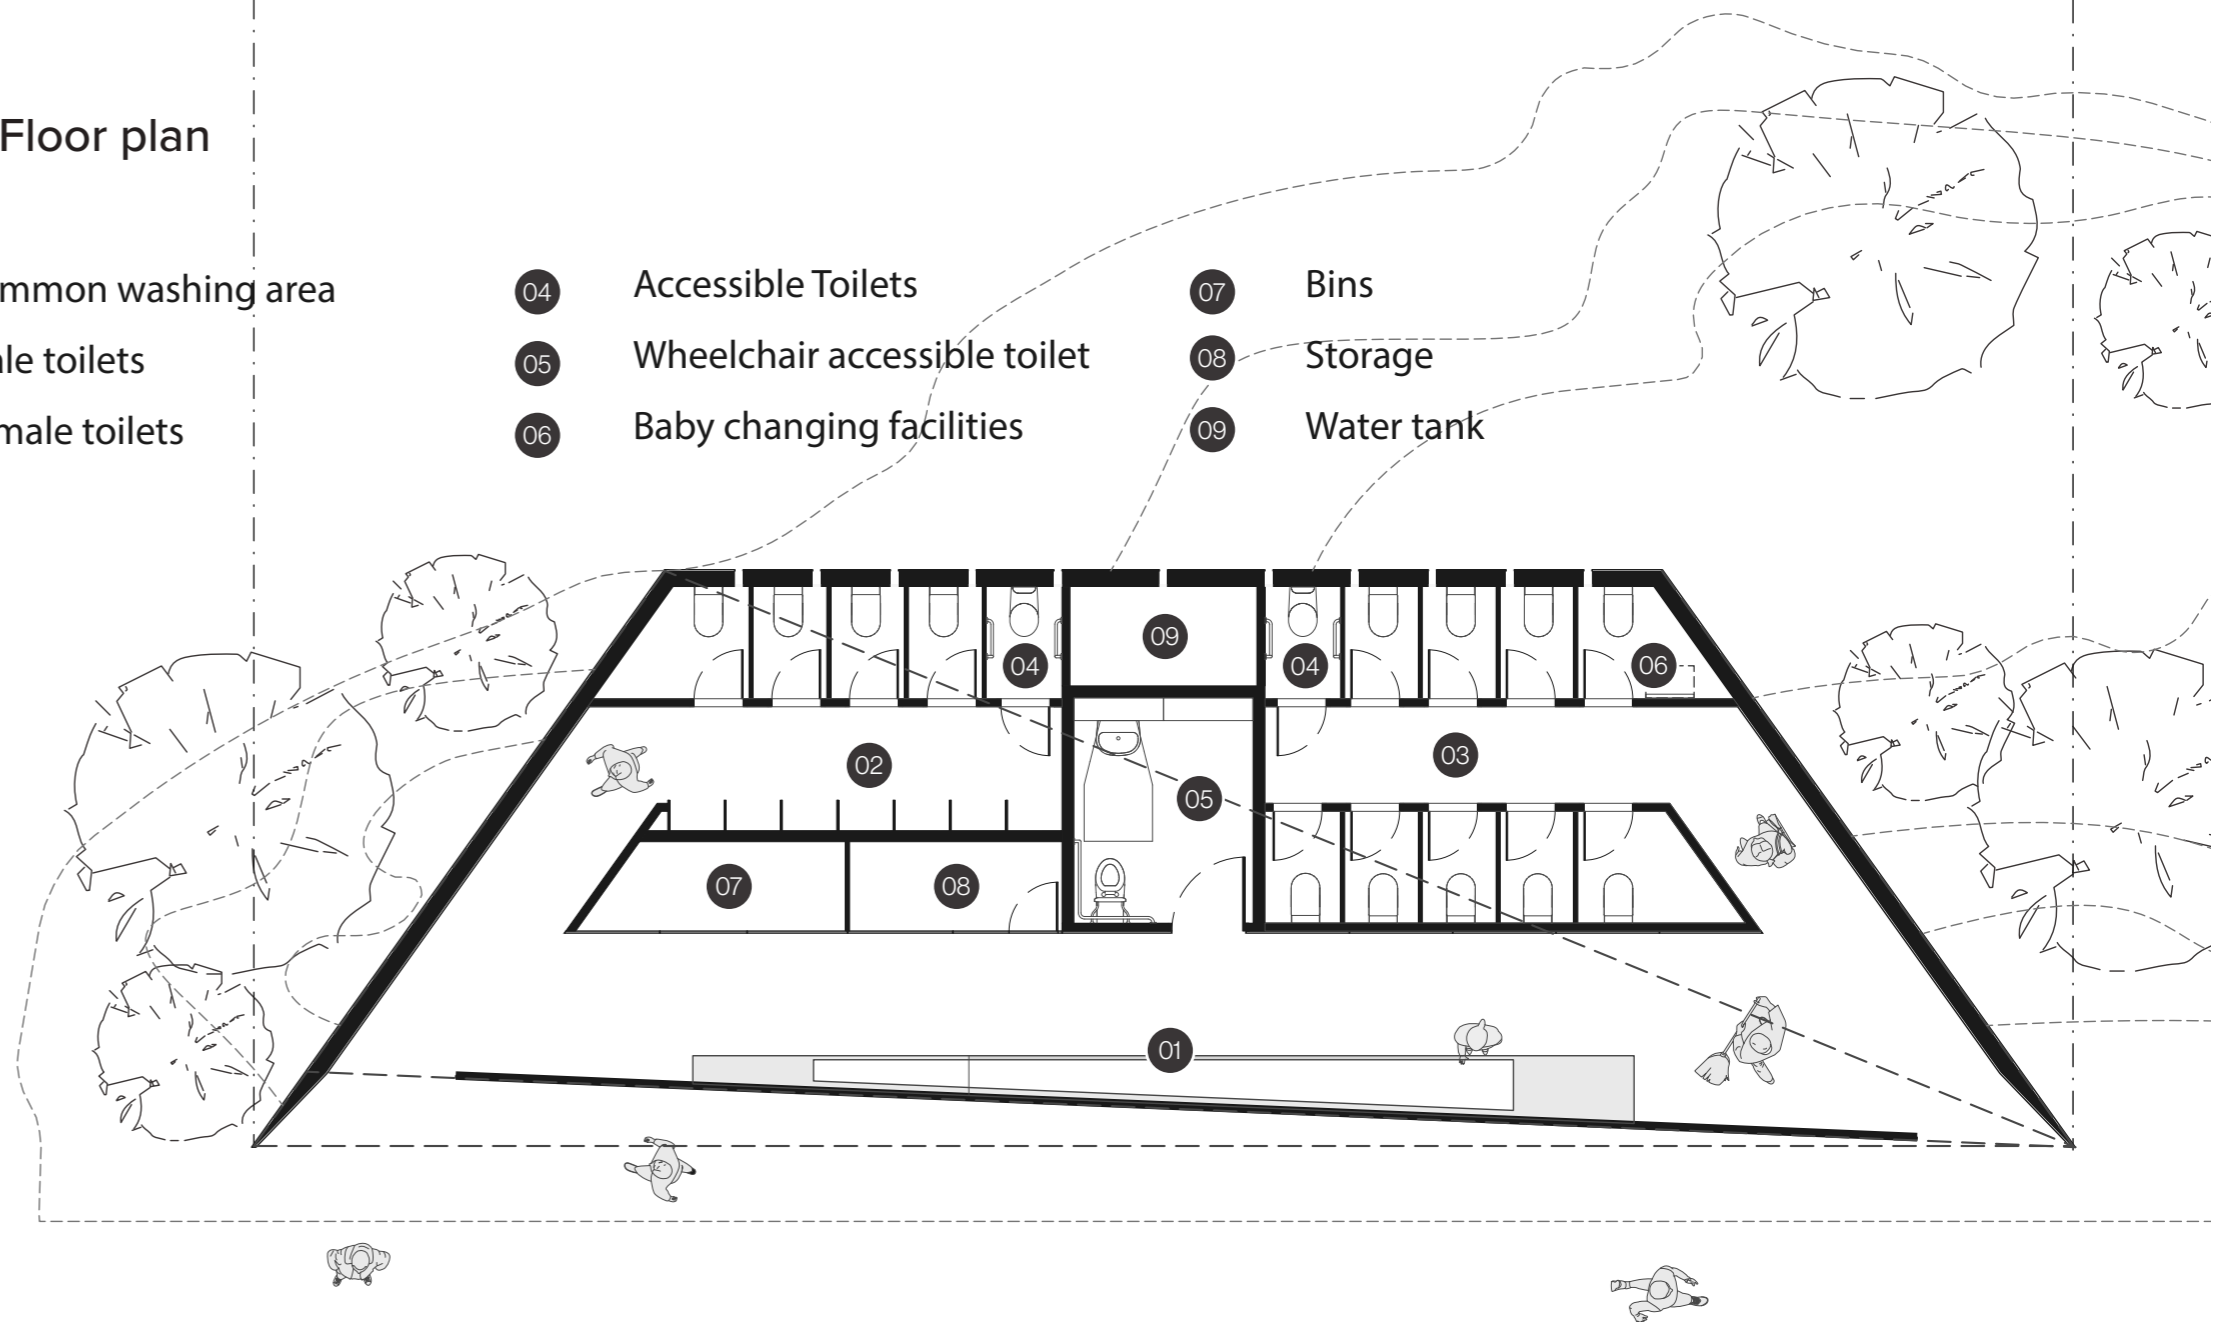 Floor plan
mmon washing area
04 Accessible Toilets
07 Bins
le toilets
05 Wheelchair accessible toilet
08 Storage
male toilets
06 Baby changing facilities
09 Water tank
09
04
04
06
02
03
05
07
08
01